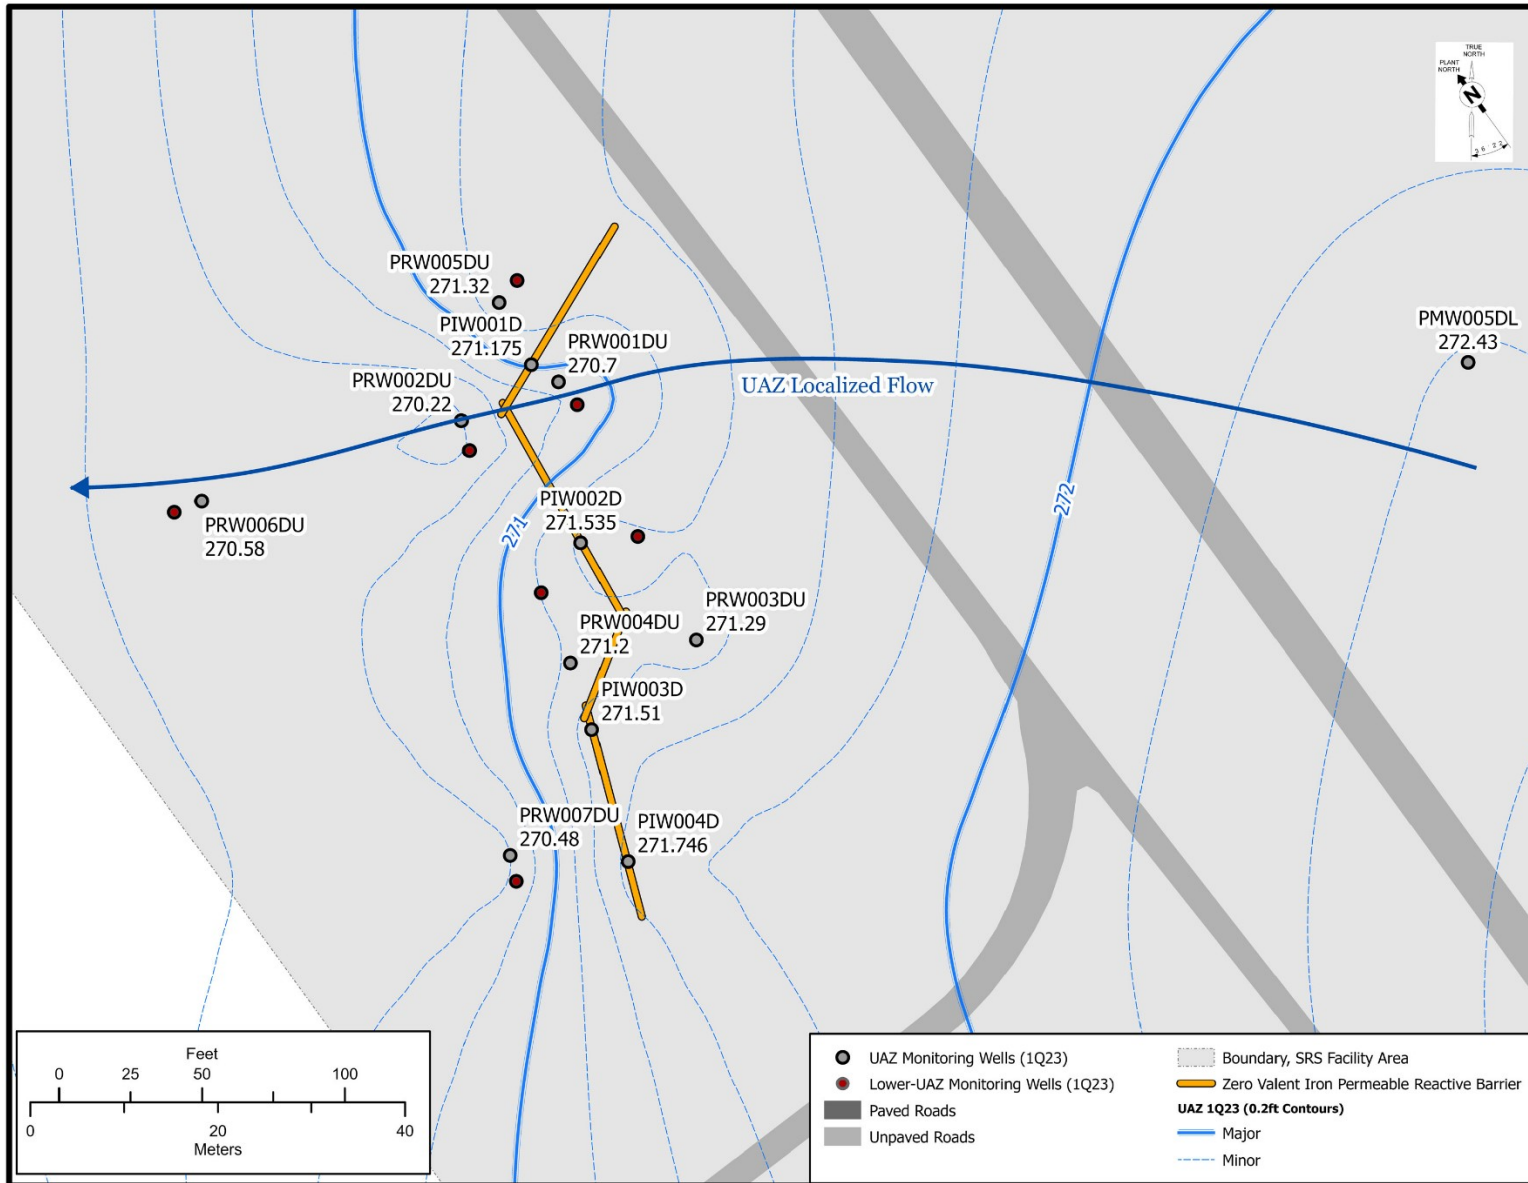 TRUE
NORTH
PLANT
NORTH
N
PRW005DU
271.32
PIW001D
271.175
PRW001DU
270.7
PMW005DL
272.43
PRW002DU
270.22
UAZ Localized Flow
PIW002D
271.535
272
271
PRW006DU
270.58
PRW003DU
271.29
PRW004DU
271.2
PIW003D
271.51
PRW007DU
270.48
PIW004D
271.746
Feet
0 25 50 100
0 20 40
Meters
UAZ Monitoring Wells (1Q23)
Lower-UAZ Monitoring Wells (1Q23)
Paved Roads
Unpaved Roads
Boundary, SRS Facility Area
Zero Valent Iron Permeable Reactive Barrier
UAZ 1Q23 (0.2ft Contours)
Major
Minor